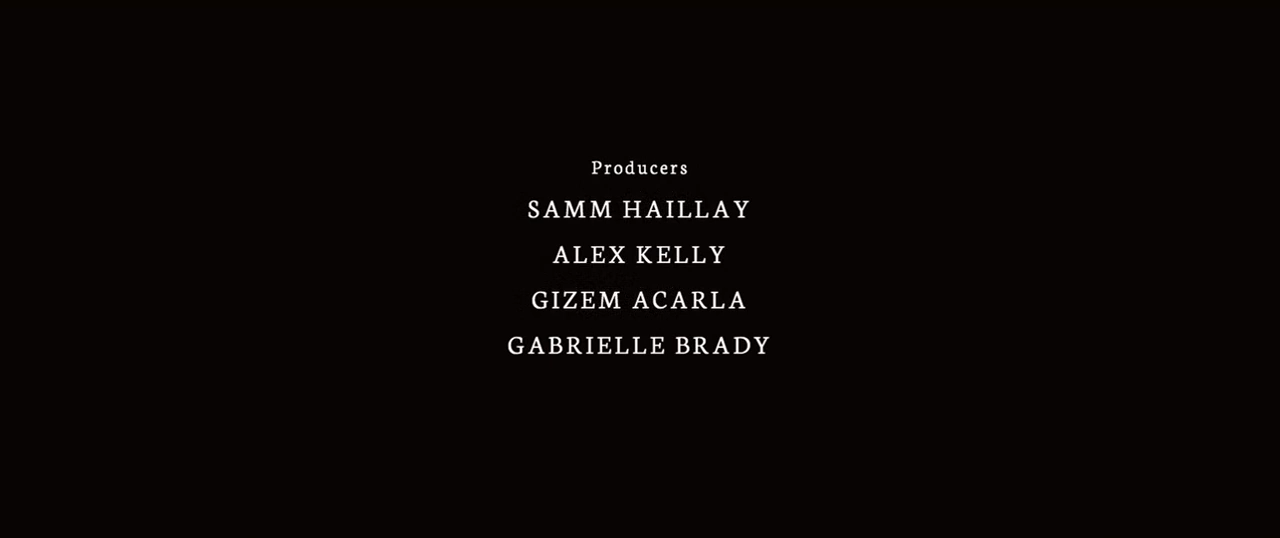 Producers
SAMM HAILLAY
ALEX KELLY
GIZEM ACARLA
GABRIELLE BRADY